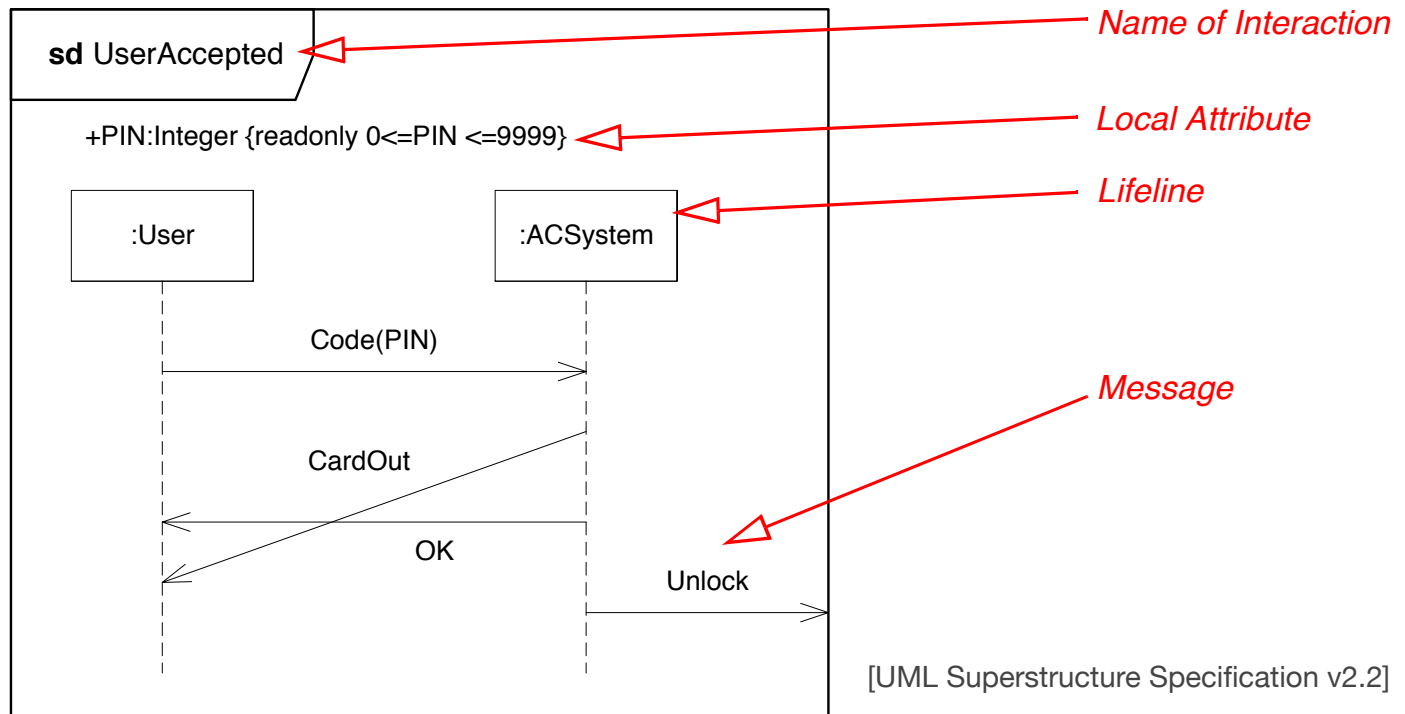 Name of Interaction
sd UserAccepted
Local Attribute
+PIN:Integer {readonly 0<=PIN <=9999}
Lifeline
:User
:ACSystem
Code(PIN)
Message
CardOut
OK
Unlock
[UML Superstructure Specification v2.2]